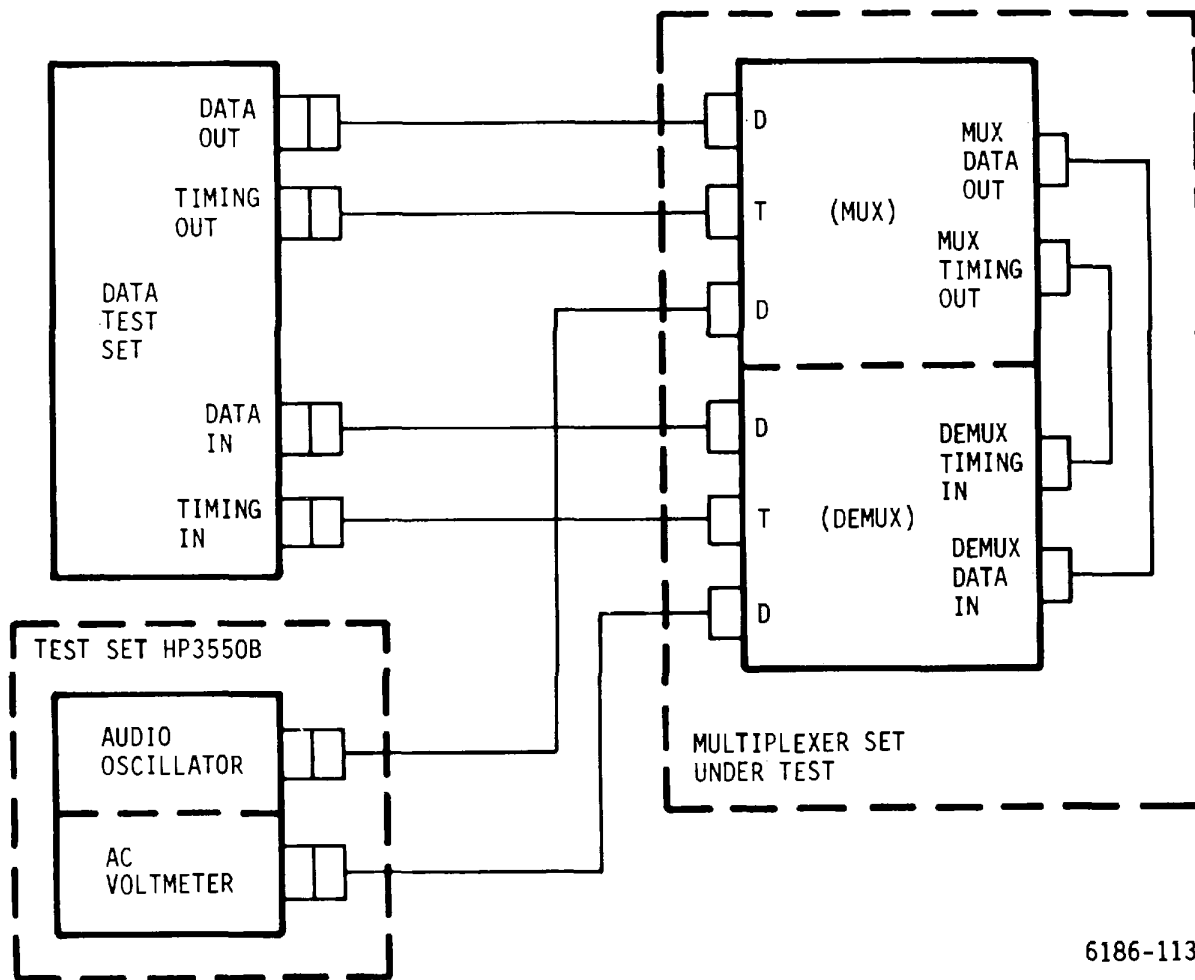 DATA
OUT
TIMING
OUT
DATA
TEST
SET
DATA
IN
TIMING
IN
D
T
D
(MUX)
MUX
DATA
OUT
MUX
TIMING
OUT
D
T
D
(DEMUX)
DEMUX
TIMING
IN
DEMUX
DATA
IN
MULTIPLEXER SET
UNDER TEST
TEST SET HP3550B
AUDIO
OSCILLATOR
AC
VOLTMETER
6186-113